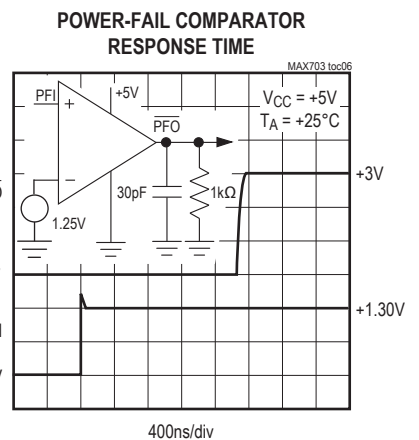 POWER-FAIL COMPARATOR
RESPONSE TIME
MAX703 toc06
PFI
+
+5V
VCC = +5V
TA = +25°C
PFO
−
30pF
1kΩ
+3V
1.25V
+1.30V
400ns/div